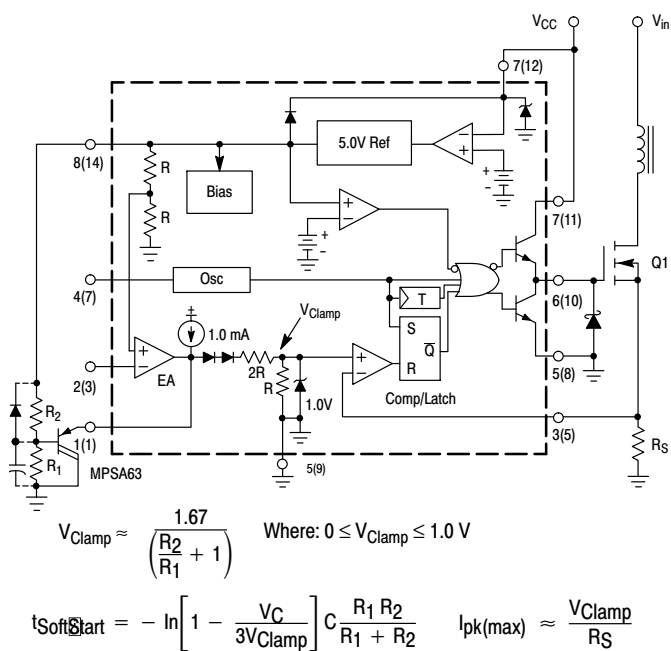 VCC
Vin
7(12)
8(14)
R
Bias
5.0V Ref
+
−
+
−
R
+
−
+
−
7(11)
Q1
4(7)
Osc
T
6(10)
VClamp
1.0 mA
S
Q
R
+
−
EA
2R
R
1.0V
Comp/Latch
5(8)
2(3)
R2
1(1)
R1
MPSA63
5(9)
3(5)
RS
VClamp ≈ 1.67 / (R2/R1 + 1) Where: 0 ≤ VClamp ≤ 1.0 V
tSoftStart = − ln[1 − VC/3VClamp] C R1 R2/R1 + R2 Ipk(max) ≈ VClamp/RS